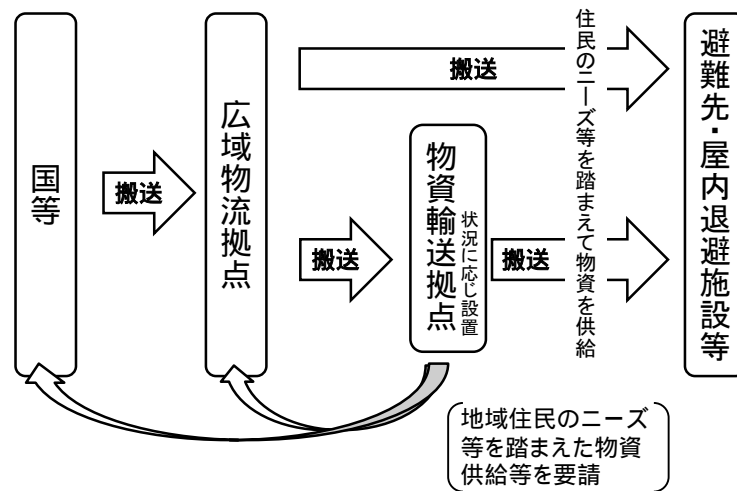 国等
搬送
広域物流拠点
搬送
搬送
物資輸送拠点
状況に応じ設置
搬送
住民のニーズ等を踏まえて物資を供給
避難先・屋内退避施設等
地域住民のニーズ
等を踏まえた物資
供給等を要請